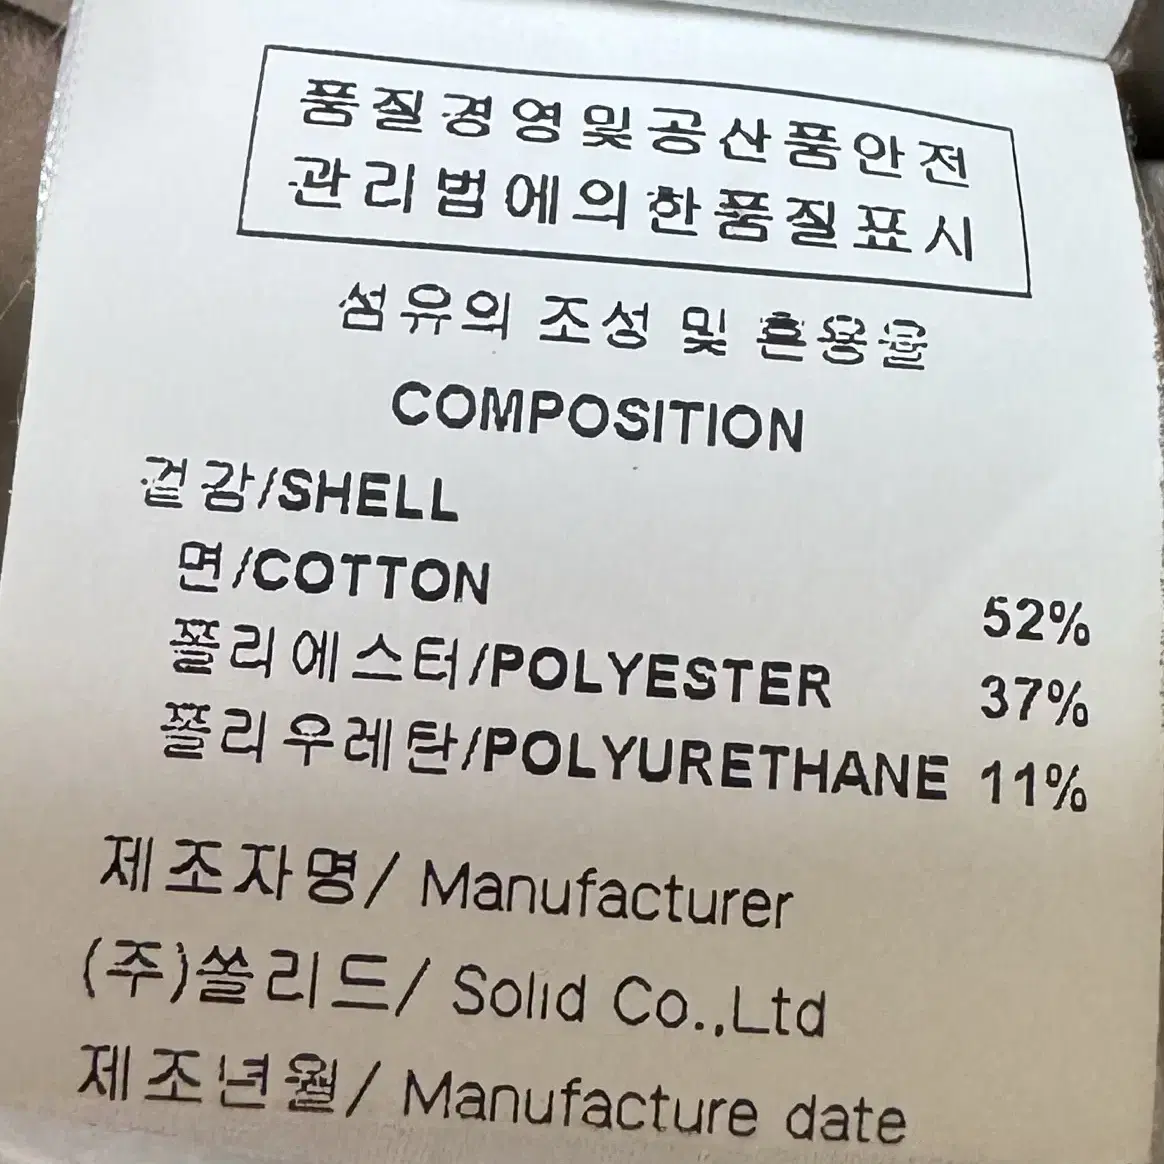 품질경영및공산품안전
관리법에의한품질표시
섬유의 조성 및 혼용율
COMPOSITION
겉감/SHELL
면/COTTON 52%
폴리에스터/POLYESTER 37%
폴리우레탄/POLYURETHANE 11%
제조자명/ Manufacturer
(주)쏠리드/ Solid Co.,Ltd
제조년월/ Manufacture date